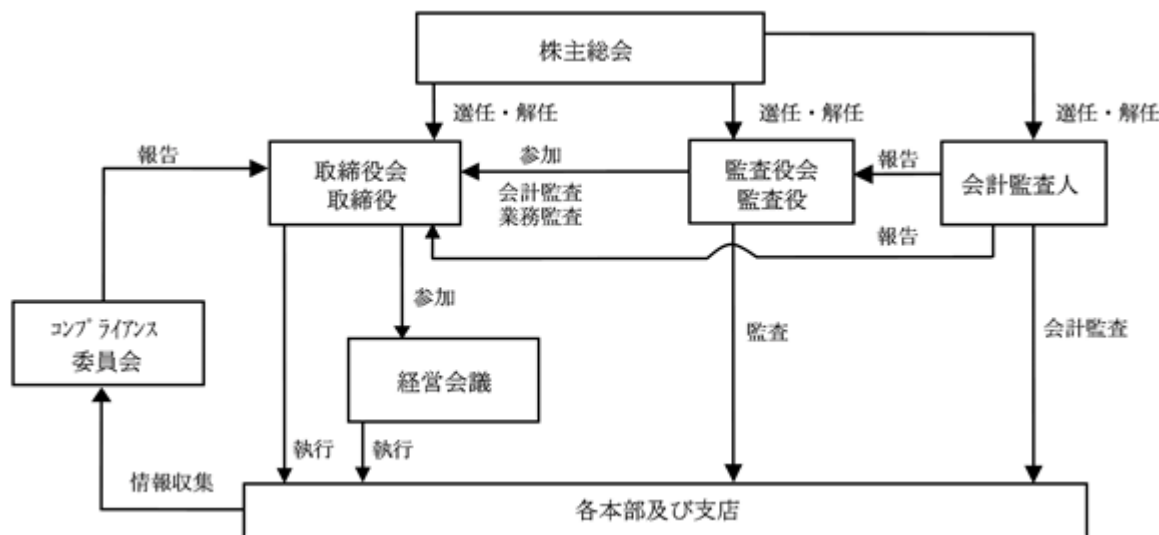 株主総会
選任・解任
選任・解任
選任・解任
報告
取締役会
取締役
参加
会計監査
業務監査
監査役会
監査役
報告
会計監査人
報告
参加
ｺﾝﾌﾟﾗｲｱﾝｽ
委員会
経営会議
監査
会計監査
執行
執行
情報収集
各本部及び支店